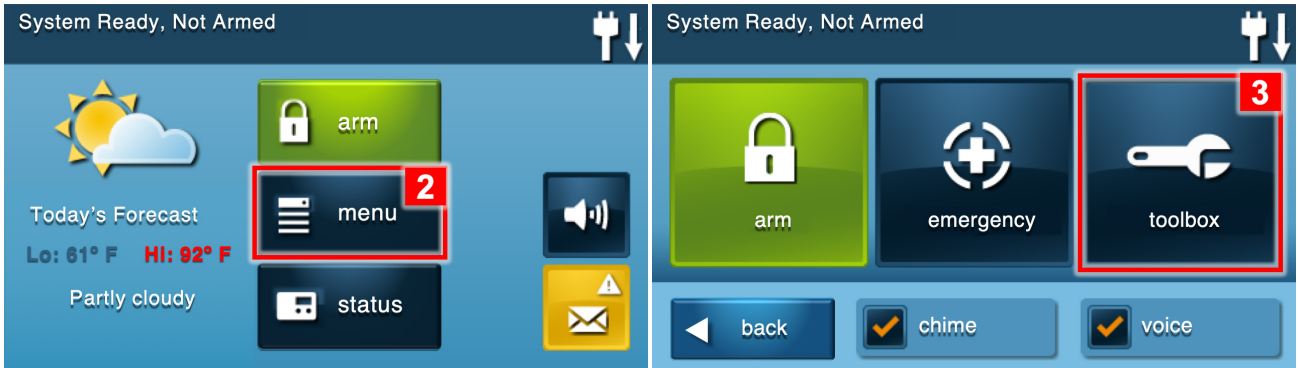 System Ready, Not Armed
arm
2
menu
Today's Forecast
Lo: 61° F Hi: 92° F
Partly cloudy
status
System Ready, Not Armed
3
arm
emergency
toolbox
back
chime
voice